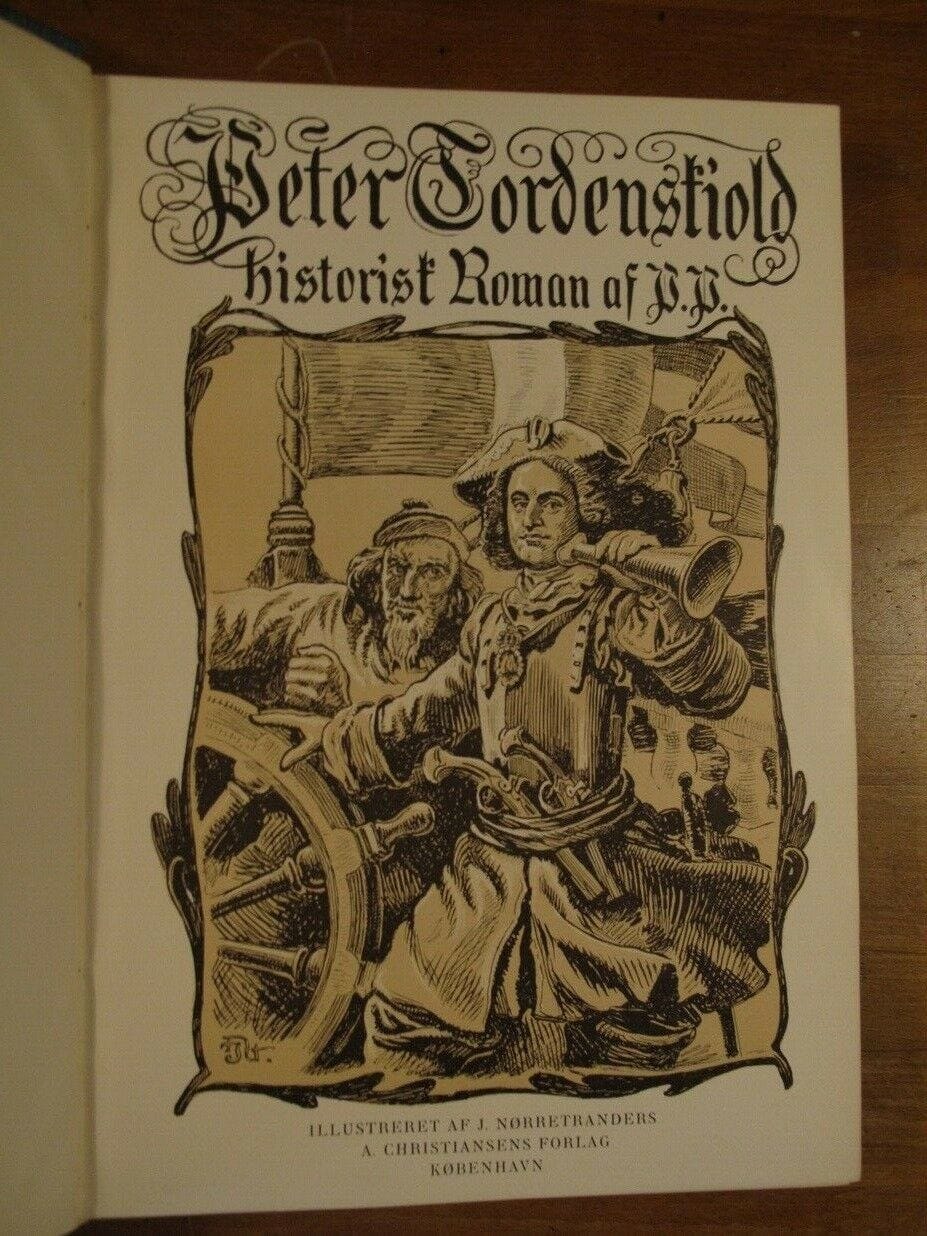 Peter Tordenskiold
historisk Roman af P.P.
ILLUSTRERET AF J. NØRRETRANDERS
A. CHRISTIANSENS FORLAG
KØBENHAVN